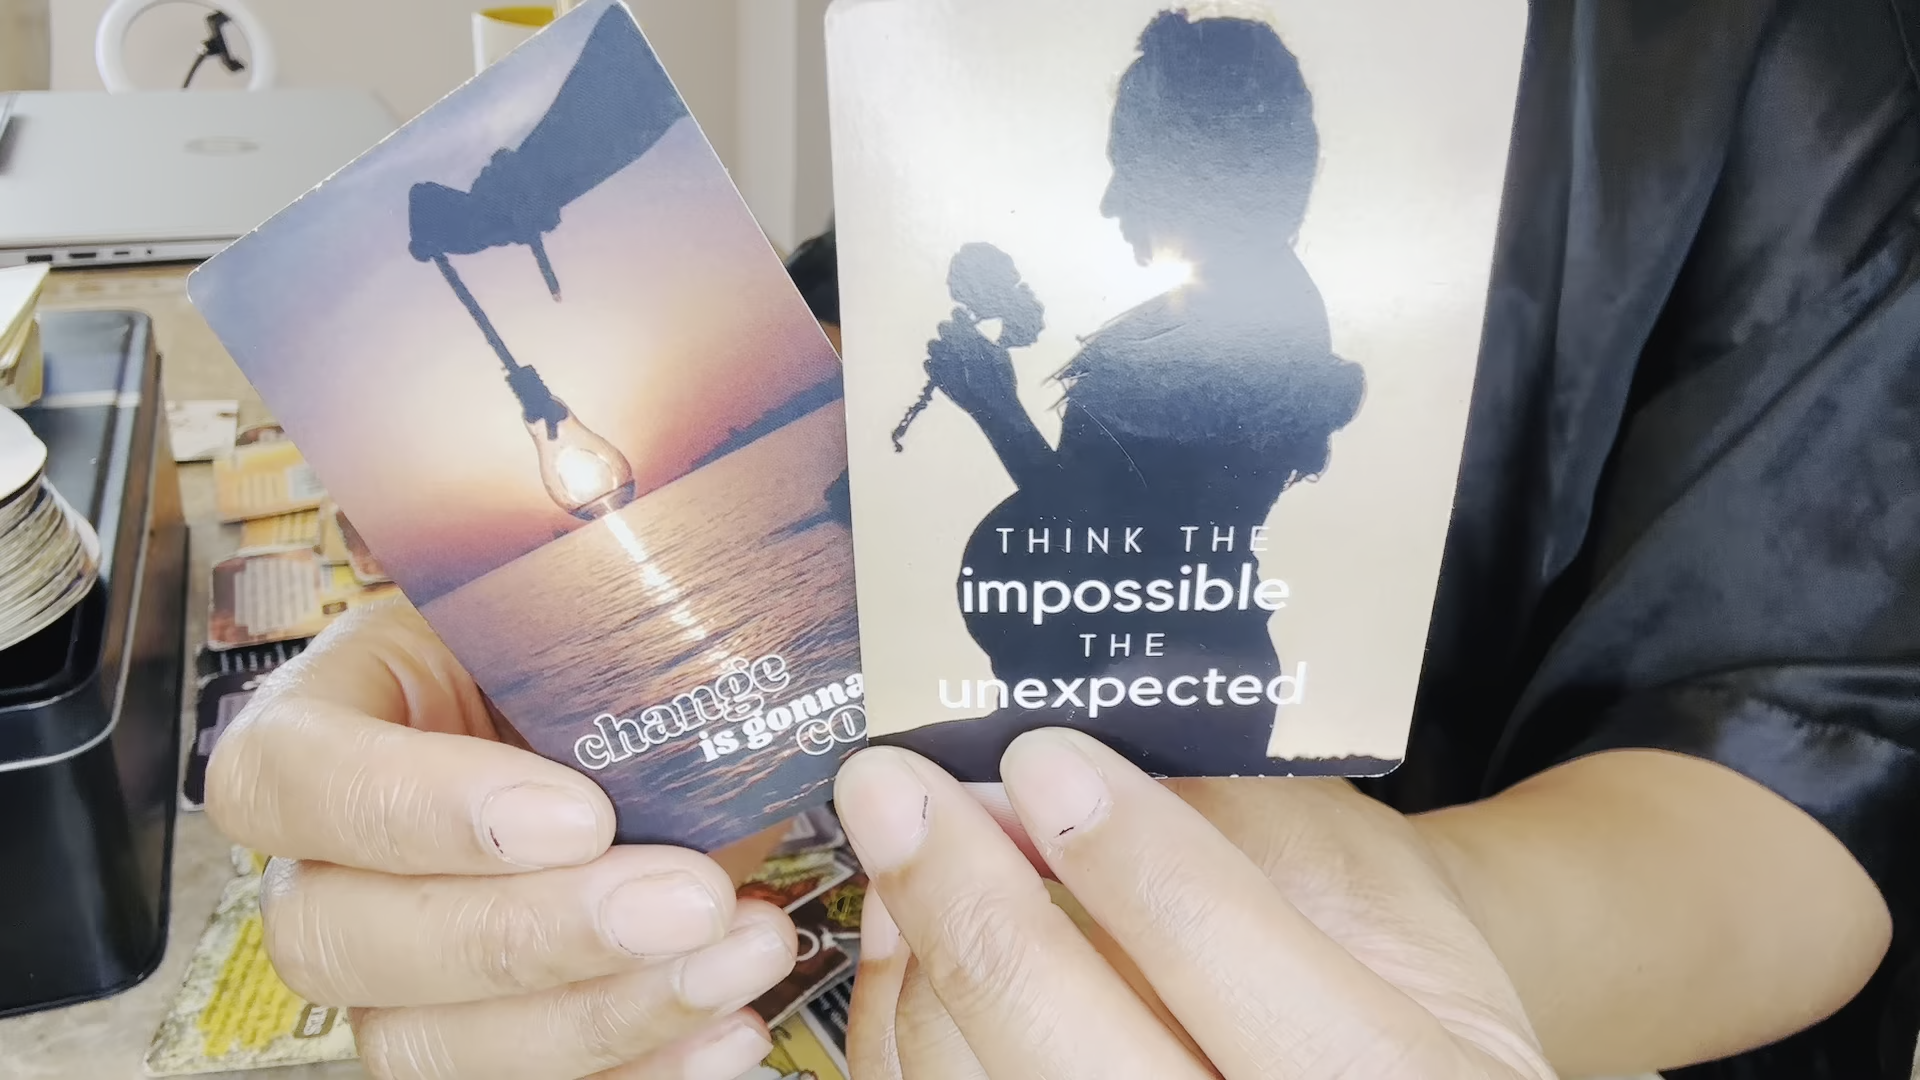 change
is gonna
co
THINK THE
impossible
THE
unexpected